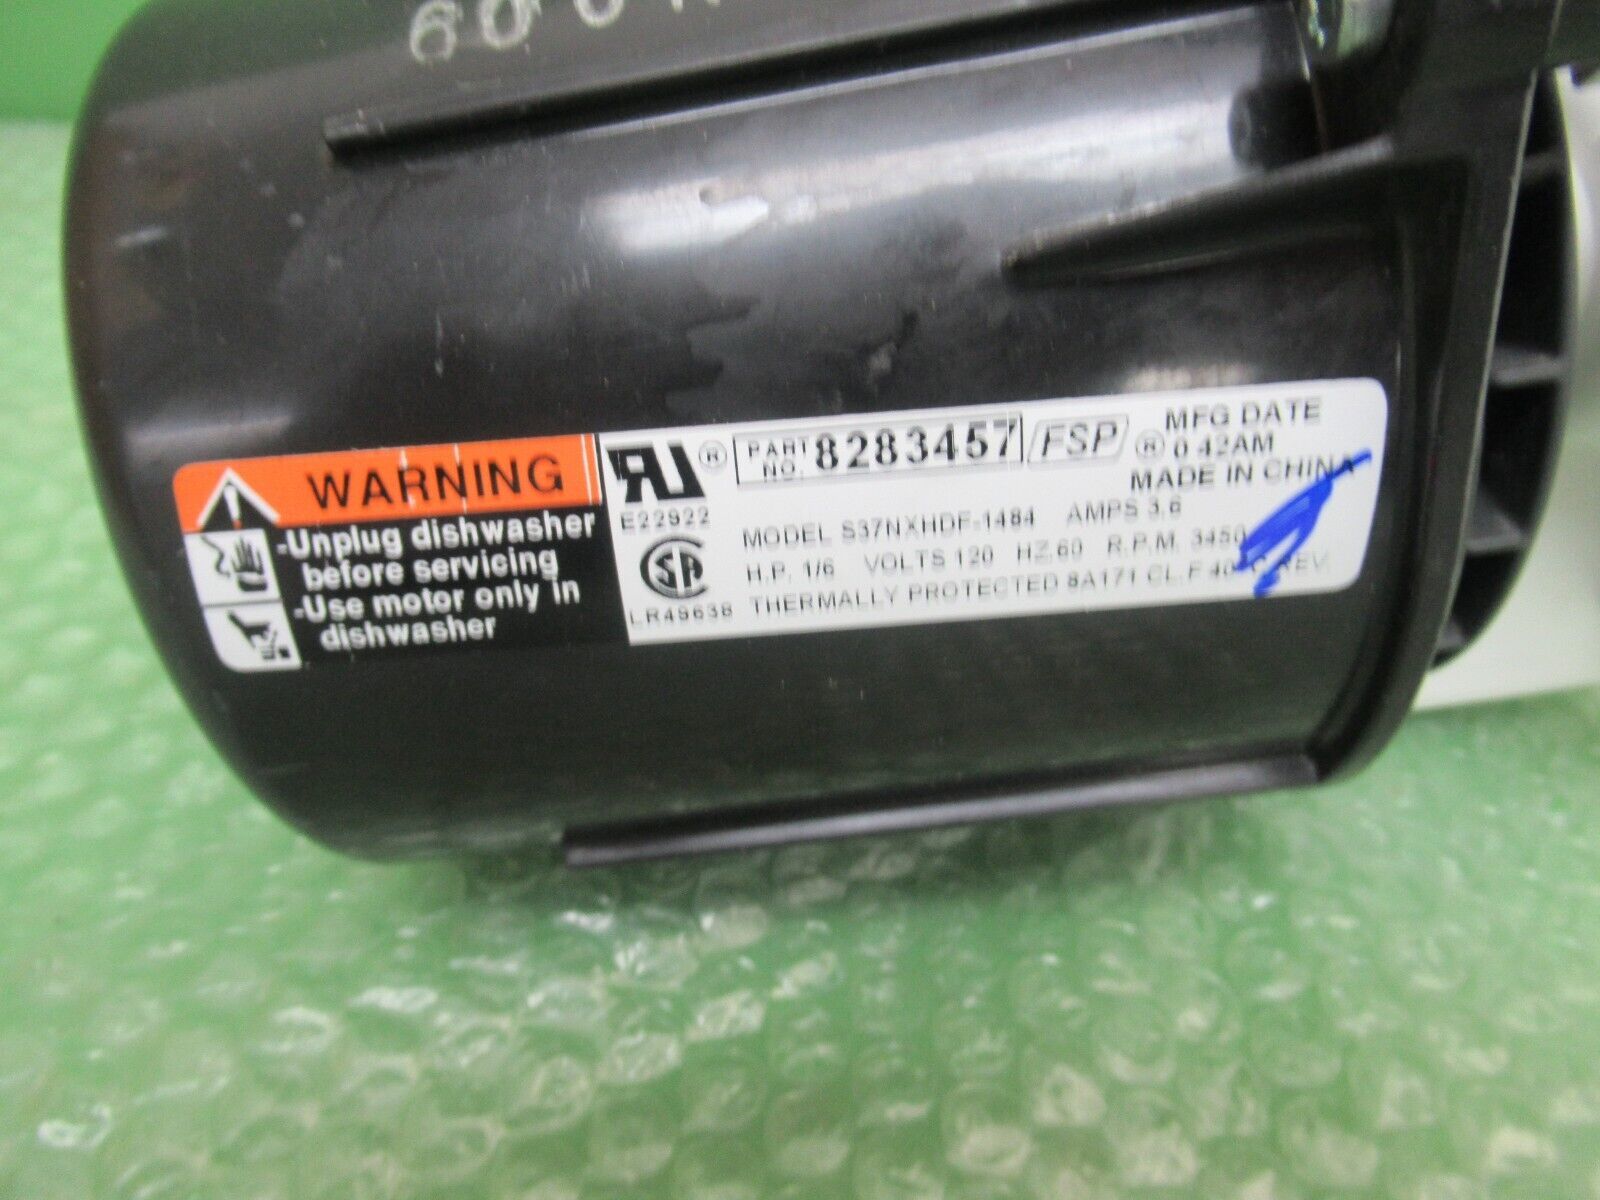 WARNING
-Unplug dishwasher
before servicing
-Use motor only in
dishwasher
®
E22922
LR49638
PART NO. 8283457 FSP ®
MFG DATE
0 42AM
MADE IN CHINA
MODEL S37NXHDF-1484 AMPS 3.6
H.P. 1/6 VOLTS 120 HZ.60 R.P.M. 3450
THERMALLY PROTECTED 8A171 CL.F 40 REV.